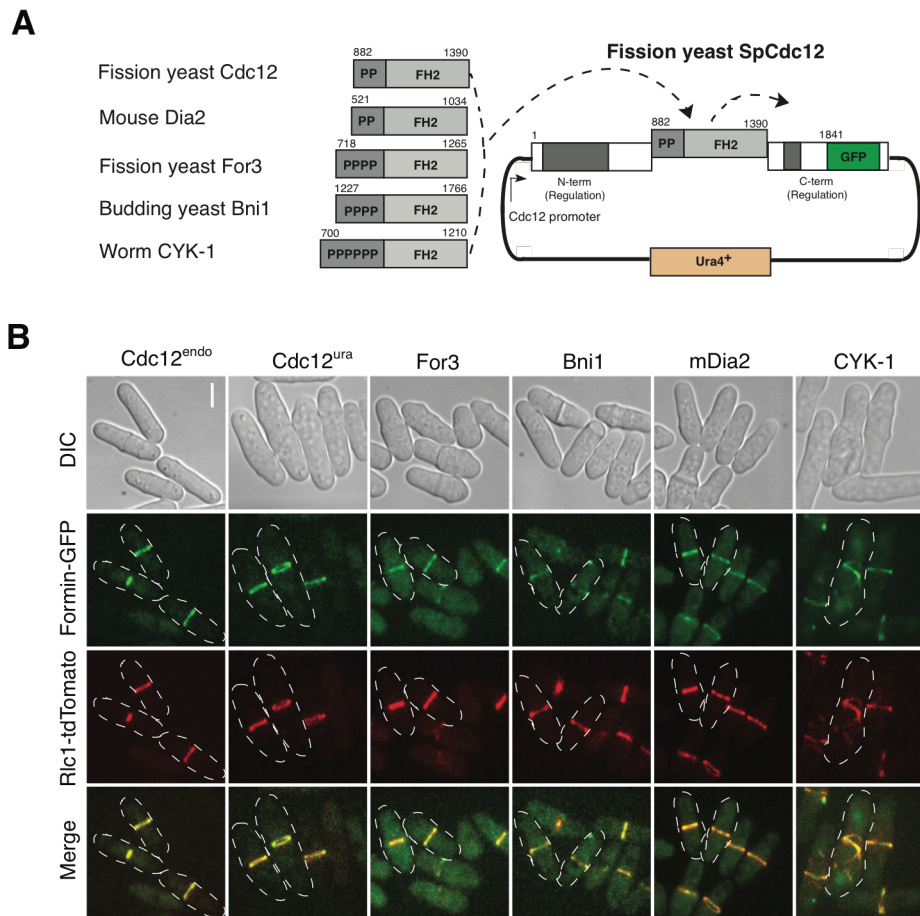 A
Fission yeast SpCdc12
Fission yeast Cdc12
882 1390
PP FH2
Mouse Dia2
521 1034
PP FH2
Fission yeast For3
718 1265
PPPP FH2
Budding yeast Bni1
1227 1766
PPPP FH2
Worm CYK-1
700 1210
PPPPPP FH2
882 1390
1 PP FH2 1841
GFP
N-term
(Regulation)
C-term
(Regulation)
Cdc12 promoter
Ura4+
B
Cdc12endo Cdc12ura For3 Bni1 mDia2 CYK-1
DIC
Formin-GFP
Rlc1-tdTomato
Merge